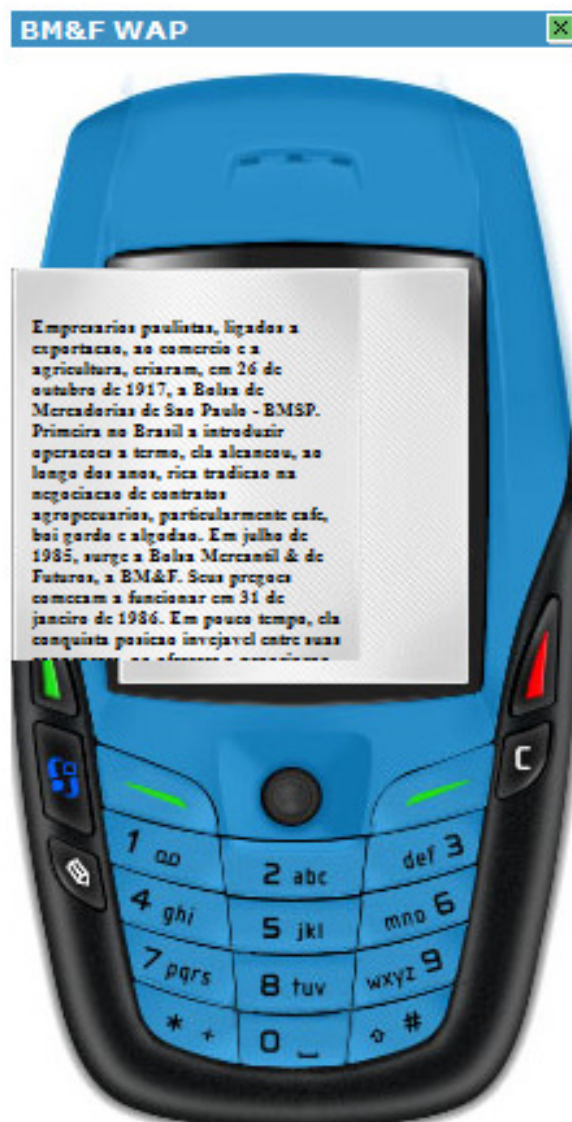 BM&F WAP
Empresarios paulistas, ligados a
exportacao, ao comercio e a
agricultura, criaram, em 26 de
outubro de 1917, a Bolsa de
Mercadorias de Sao Paulo - BMSP.
Primeira no Brasil a introduzir
operacoes a termo, ela alcancou, ao
longo dos anos, rica tradicao na
negociacao de contratos
agropecuarios, particularmente cafe,
boi gordo e algodao. Em julho de
1985, surge a Bolsa Mercantil & de
Futuros, a BM&F. Seus pregoes
comecam a funcionar em 31 de
janeiro de 1986. Em pouco tempo, ela
conquista posicao invejavel entre suas
C
1 def 3
2 abc
4 ghi mno 6
5 jkl
7 pqrs wxyz 9
8 tuv
* + #
0